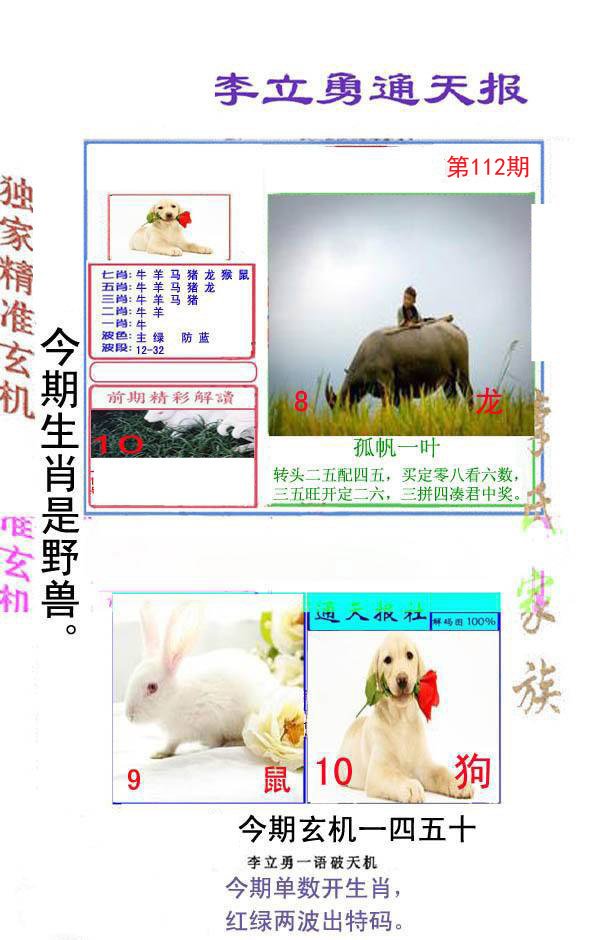 李立勇通天报
第112期
独家精准玄机
七肖:牛 羊 马 猪 龙 猴 鼠
五肖:牛 羊 马 猪 龙
三肖:牛 羊 马 猪
二肖:牛 羊
一肖:牛
波色:主 绿 防 蓝
波段:12-32
前期精彩解读
10
8
龙
孤帆一叶
转头二五配四五，买定零八看六数，
三五旺开定二六，三拼四凑君中奖。
今期生肖是野兽。
准玄机
家族
通天报社
解码图100%
9
鼠
10
狗
今期玄机一四五十
李立勇一语破天机
今期单数开生肖，
红绿两波出特码。